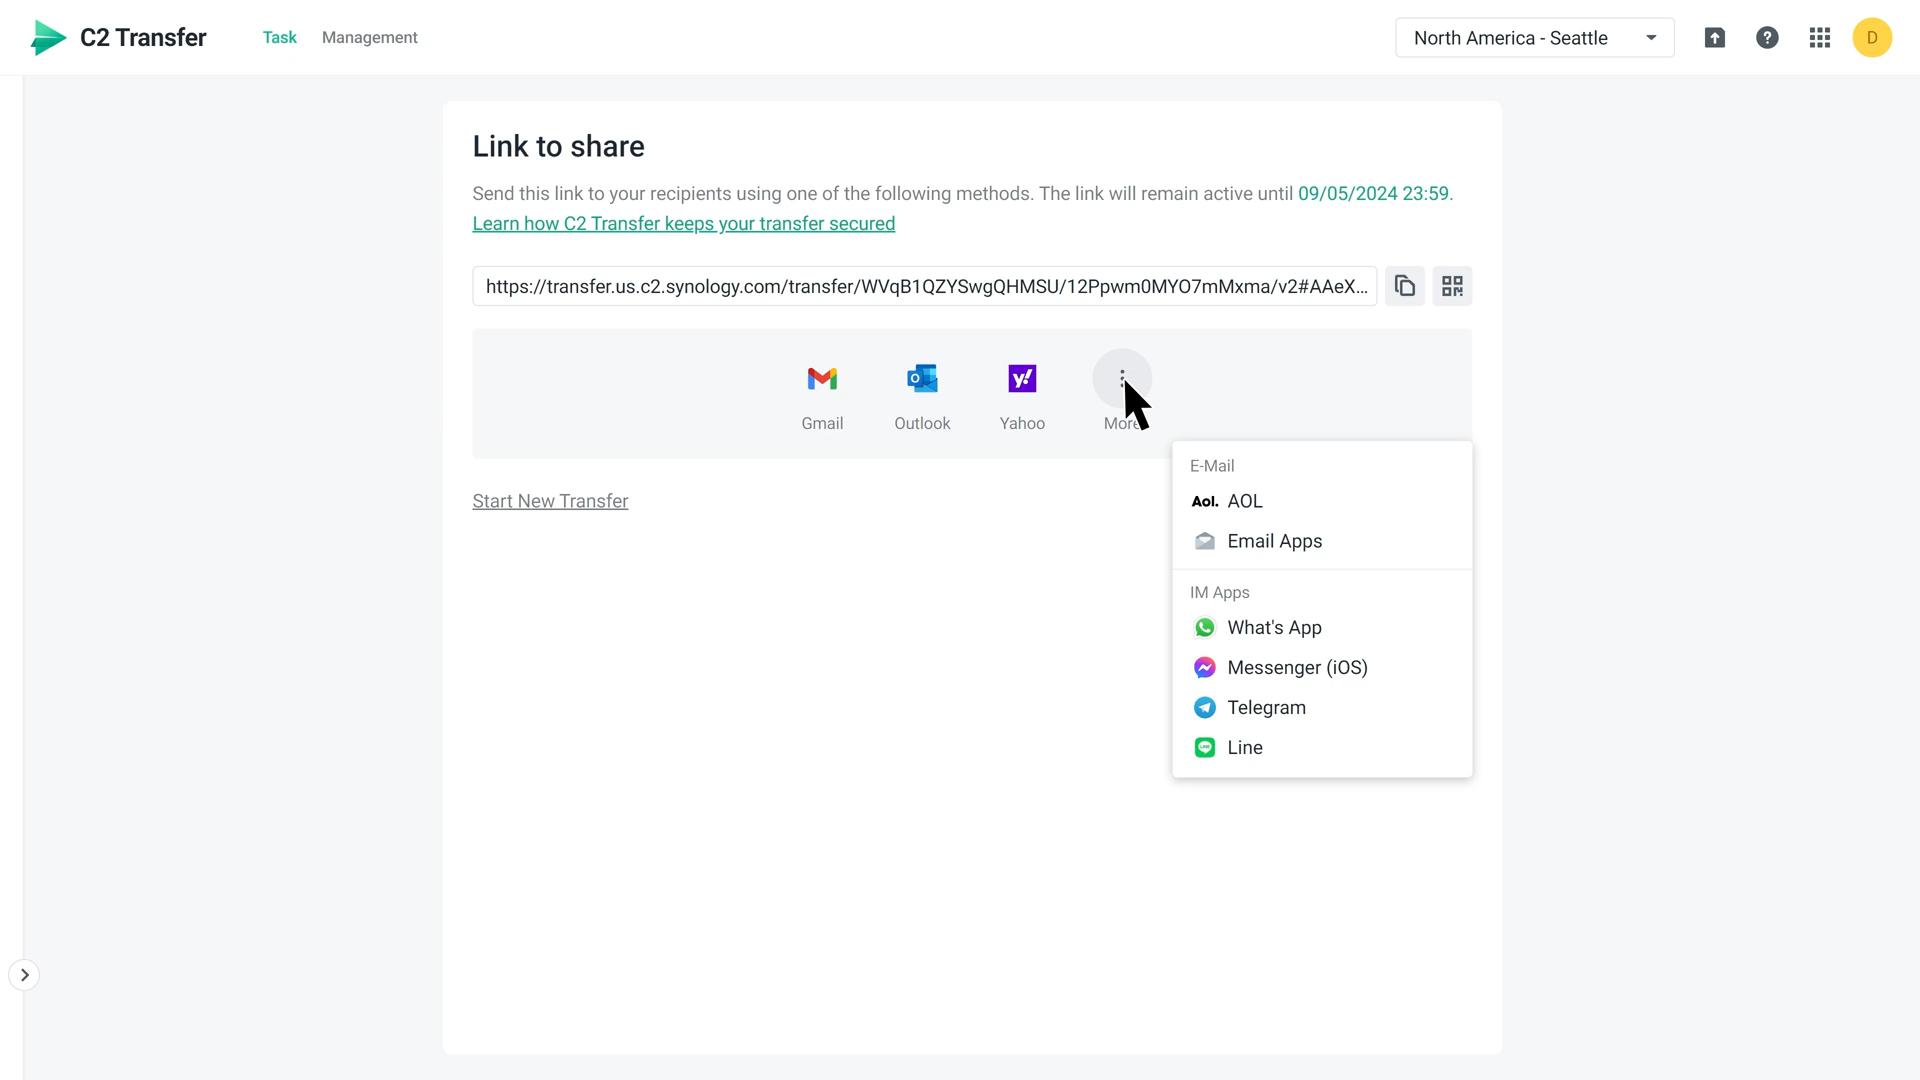 C2 Transfer
Task
Management
North America - Seattle
D
Link to share
Send this link to your recipients using one of the following methods. The link will remain active until 09/05/2024 23:59.
Learn how C2 Transfer keeps your transfer secured
https://transfer.us.c2.synology.com/transfer/WVqB1QZYSwgQHMSU/12Ppwm0MYO7mMxma/v2#AAeX...
Gmail
Outlook
Yahoo
More
E-Mail
Aol. AOL
Email Apps
Start New Transfer
IM Apps
What's App
Messenger (iOS)
Telegram
Line